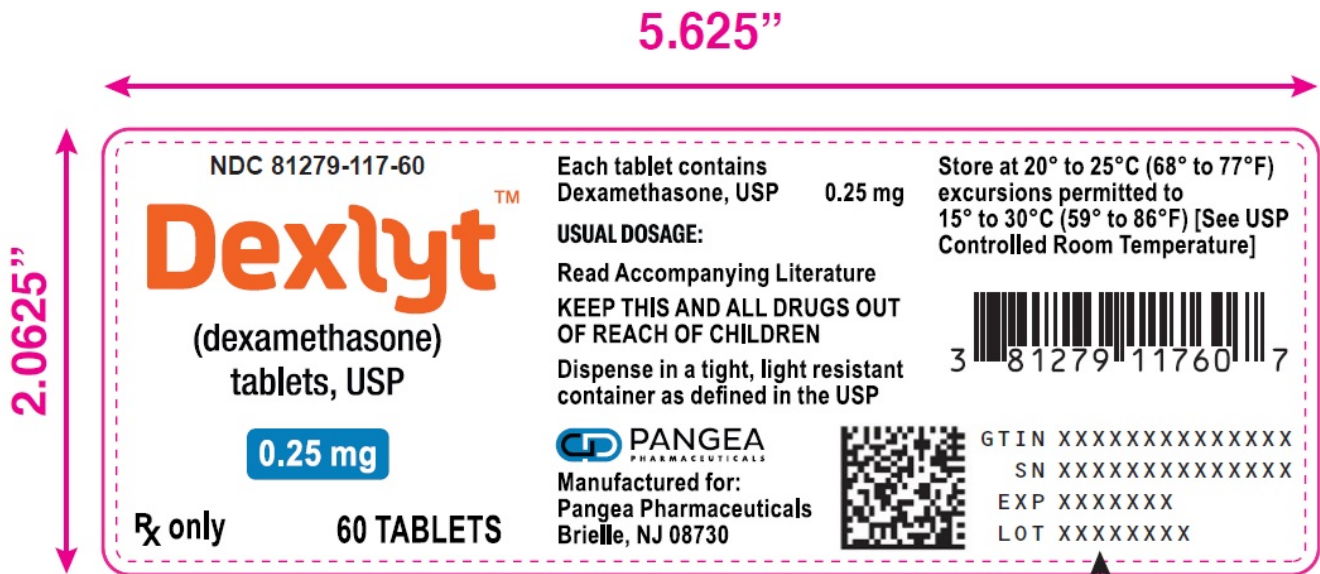 5.625”
2.0625”
NDC 81279-117-60
Dexlyt™
(dexamethasone)
tablets, USP
0.25 mg
Rx only 60 TABLETS
Each tablet contains
Dexamethasone, USP 0.25 mg
USUAL DOSAGE:
Read Accompanying Literature
KEEP THIS AND ALL DRUGS OUT
OF REACH OF CHILDREN
Dispense in a tight, light resistant
container as defined in the USP
PANGEA
PHARMACEUTICALS
Manufactured for:
Pangea Pharmaceuticals
Brielle, NJ 08730
Store at 20° to 25°C (68° to 77°F)
excursions permitted to
15° to 30°C (59° to 86°F) [See USP
Controlled Room Temperature]
3 81279 11760 7
GTIN XXXXXXXXXXXXXX
SN XXXXXXXXXXXXXX
EXP XXXXXXX
LOT XXXXXXXX